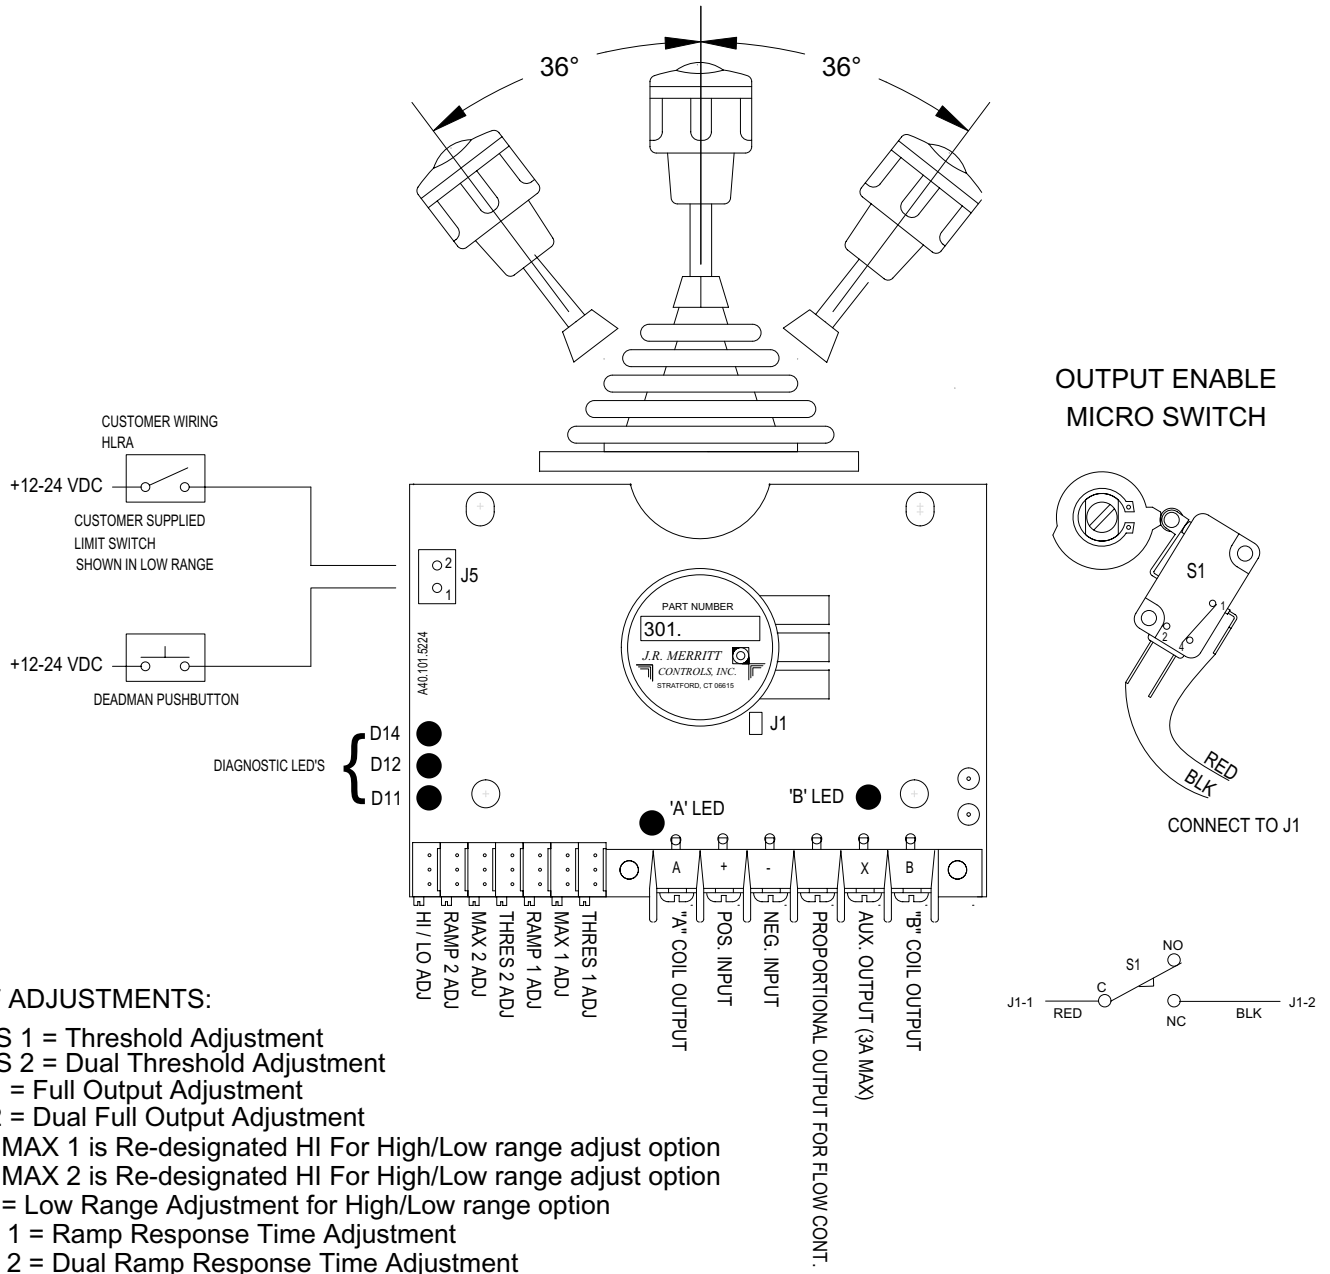 36°
36°
OUTPUT ENABLE
MICRO SWITCH
CUSTOMER WIRING
HLRA
+12-24 VDC
CUSTOMER SUPPLIED
LIMIT SWITCH
SHOWN IN LOW RANGE
+12-24 VDC
DEADMAN PUSHBUTTON
2
1
J5
A40.101.5224
PART NUMBER
301.
J.R. MERRITT
CONTROLS, INC.
STRATFORD, CT 06615
J1
S1
1
2
4
RED
BLK
CONNECT TO J1
DIAGNOSTIC LED'S
D14
D12
D11
'A' LED
'B' LED
A
+
-
X
B
HI / LO ADJ
RAMP 2 ADJ
MAX 2 ADJ
THRES 2 ADJ
RAMP 1 ADJ
MAX 1 ADJ
THRES 1 ADJ
"A" COIL OUTPUT
POS. INPUT
NEG. INPUT
PROPORTIONAL OUTPUT FOR FLOW CONT.
AUX. OUTPUT (3A MAX)
"B" COIL OUTPUT
NO
S1
C
J1-1
RED
NC
BLK
J1-2
ADJUSTMENTS:
S 1 = Threshold Adjustment
S 2 = Dual Threshold Adjustment
= Full Output Adjustment
2 = Dual Full Output Adjustment
MAX 1 is Re-designated HI For High/Low range adjust option
MAX 2 is Re-designated HI For High/Low range adjust option
= Low Range Adjustment for High/Low range option
1 = Ramp Response Time Adjustment
2 = Dual Ramp Response Time Adjustment